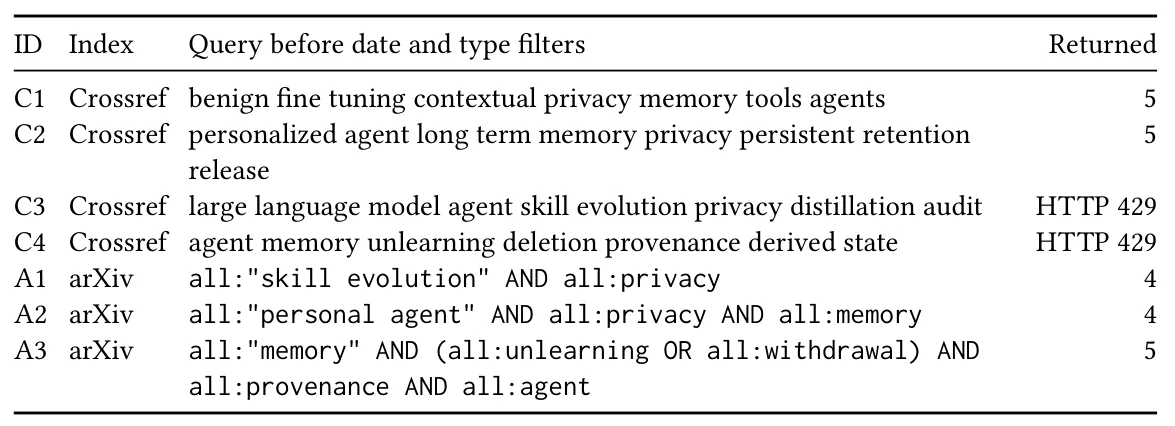 ID Index Query before date and type filters Returned
C1 Crossref benign fine tuning contextual privacy memory tools agents 5
C2 Crossref personalized agent long term memory privacy persistent retention 5
release
C3 Crossref large language model agent skill evolution privacy distillation audit HTTP 429
C4 Crossref agent memory unlearning deletion provenance derived state HTTP 429
A1 arXiv all:"skill evolution" AND all:privacy 4
A2 arXiv all:"personal agent" AND all:privacy AND all:memory 4
A3 arXiv all:"memory" AND (all:unlearning OR all:withdrawal) AND 5
all:provenance AND all:agent